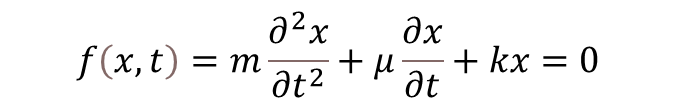 f(x, t) = m ∂²x/∂t² + μ ∂x/∂t + kx = 0